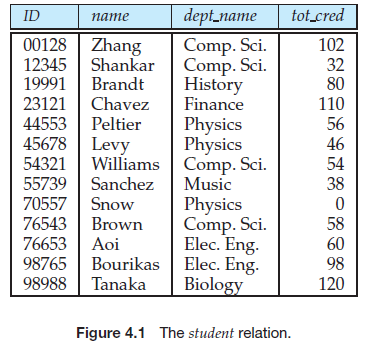 ID name dept_name tot_cred
00128 Zhang Comp. Sci. 102
12345 Shankar Comp. Sci. 32
19991 Brandt History 80
23121 Chavez Finance 110
44553 Peltier Physics 56
45678 Levy Physics 46
54321 Williams Comp. Sci. 54
55739 Sanchez Music 38
70557 Snow Physics 0
76543 Brown Comp. Sci. 58
76653 Aoi Elec. Eng. 60
98765 Bourikas Elec. Eng. 98
98988 Tanaka Biology 120
Figure 4.1 The student relation.